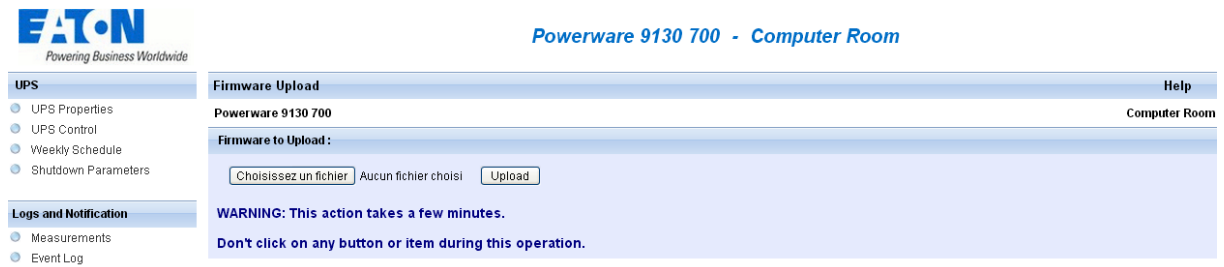 EATON
Powering Business Worldwide
Powerware 9130 700 - Computer Room
UPS
UPS Properties
UPS Control
Weekly Schedule
Shutdown Parameters
Logs and Notification
Measurements
Event Log
Firmware Upload Help
Powerware 9130 700 Computer Room
Firmware to Upload :
Choisissez un fichier Aucun fichier choisi Upload
WARNING: This action takes a few minutes.
Don't click on any button or item during this operation.